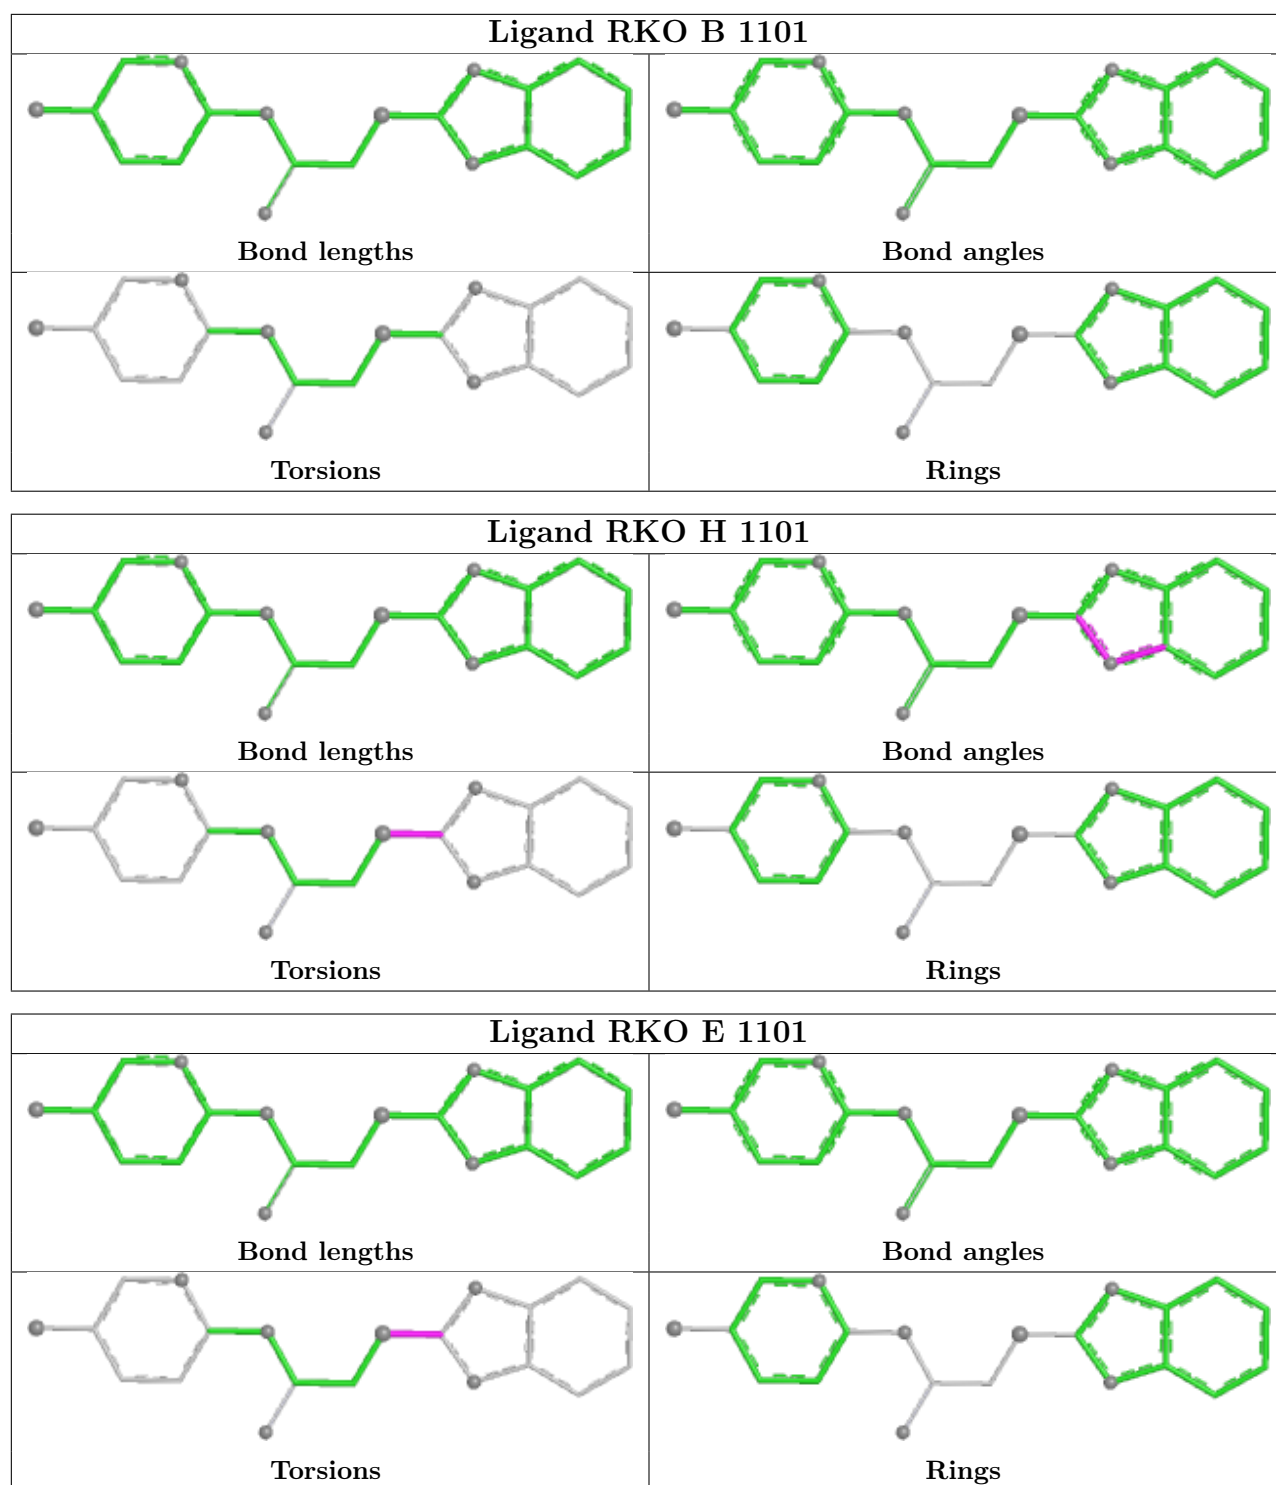 Ligand RKO B 1101
Bond lengths
Bond angles
Torsions
Rings
Ligand RKO H 1101
Bond lengths
Bond angles
Torsions
Rings
Ligand RKO E 1101
Bond lengths
Bond angles
Torsions
Rings